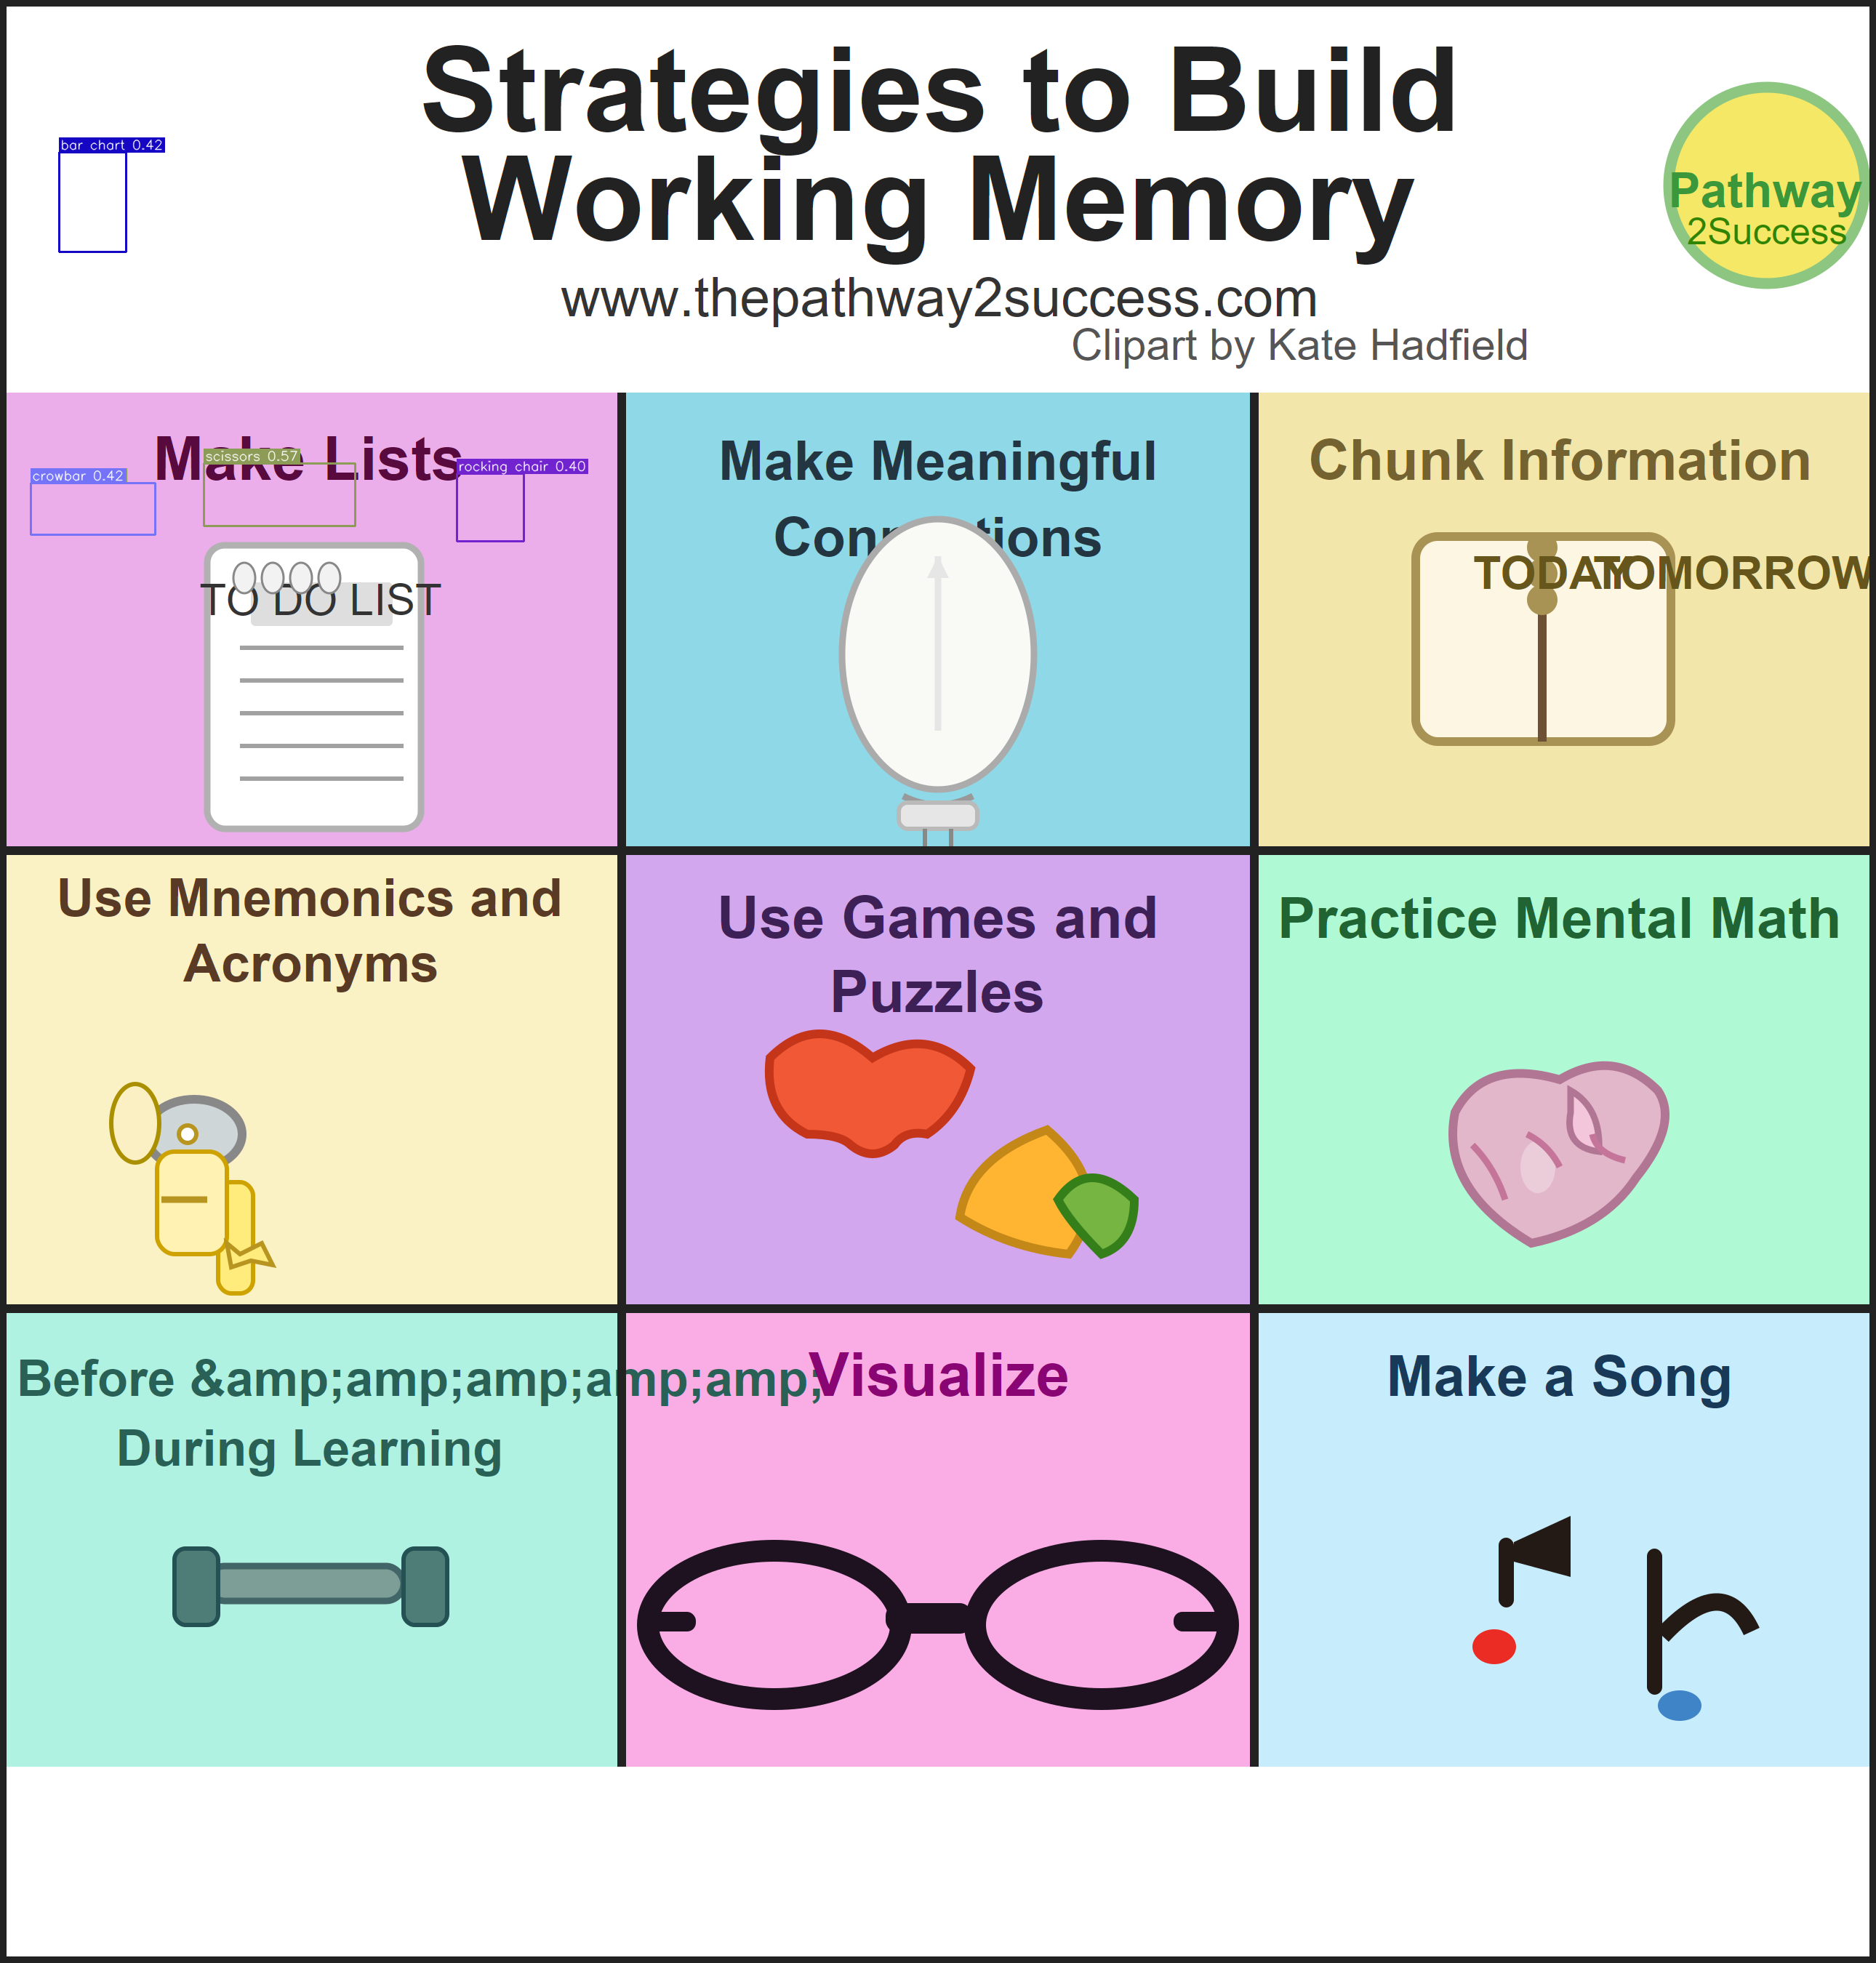 Strategies to Build
Working Memory
www.thepathway2success.com
Clipart by Kate Hadfield
Pathway
2Success
bar chart 0.42
Make Lists
crowbar 0.42
scissors 0.57
rocking chair 0.40
TO DO LIST
Make Meaningful
Connections
Chunk Information
TODAY
TOMORROW
Use Mnemonics and
Acronyms
Use Games and
Puzzles
Practice Mental Math
Before &amp;amp;amp;amp;amp;
During Learning
Visualize
Make a Song